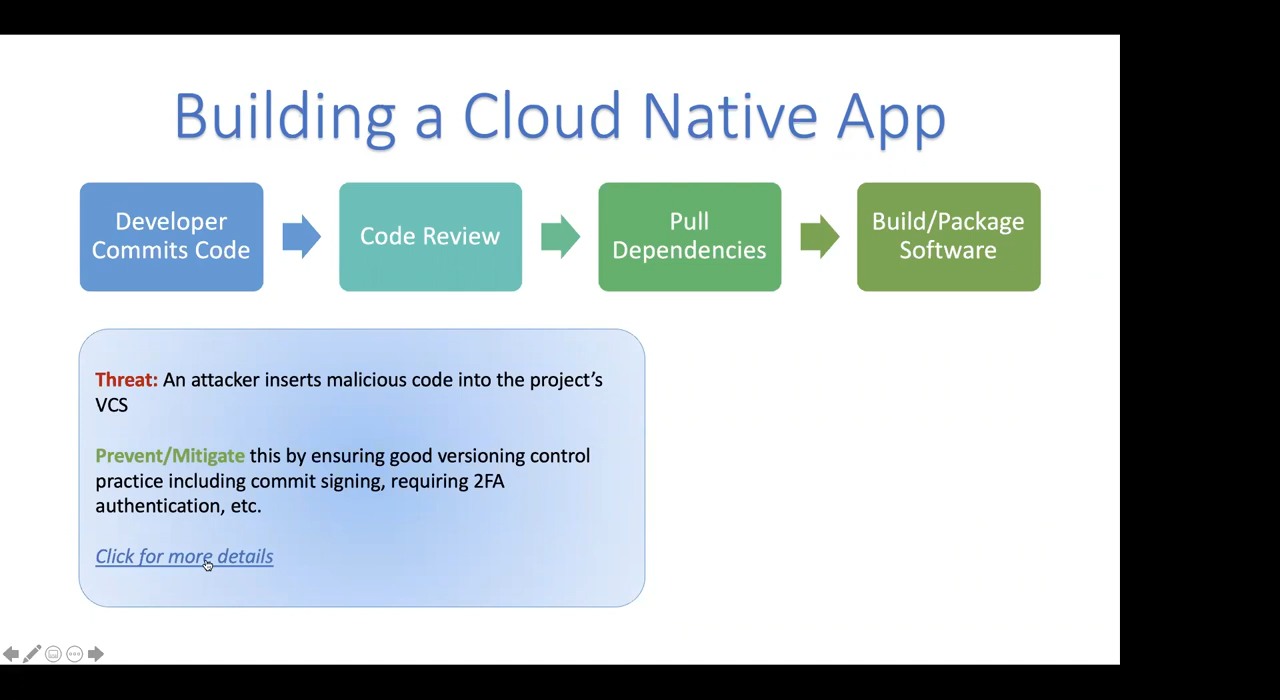 Building a Cloud Native App
Developer
Commits Code
Code Review
Pull
Dependencies
Build/Package
Software
Threat: An attacker inserts malicious code into the project’s
VCS
Prevent/Mitigate this by ensuring good versioning control
practice including commit signing, requiring 2FA
authentication, etc.
Click for more details